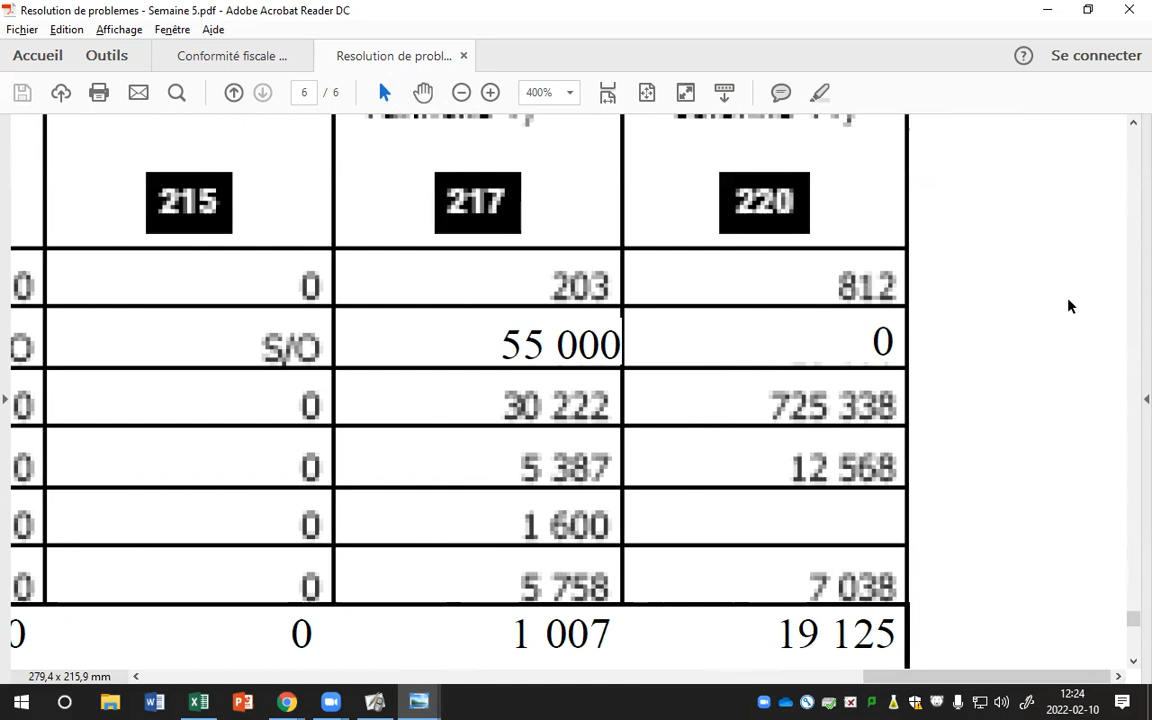 Resolution de problemes - Semaine 5.pdf - Adobe Acrobat Reader DC
Fichier Edition Affichage Fenêtre Aide
Accueil Outils Conformité fiscale ... Resolution de probl... × ? Se connecter
6 / 6 400%
215 217 220
0 0 203 812
O S/O 55 000 0
0 0 30 222 725 338
0 0 5 387 12 568
0 0 1 600
0 0 5 758 7 038
0 0 1 007 19 125
279,4 x 215,9 mm
12:24
2022-02-10